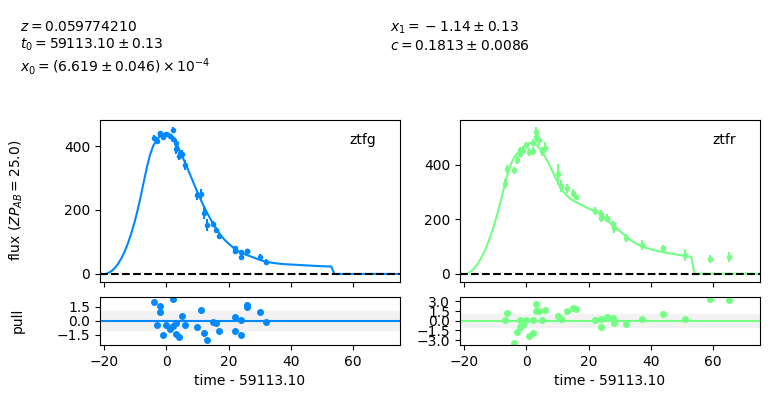 z = 0.059774210
t₀ = 59113.10 ± 0.13
x₀ = (6.619 ± 0.046) × 10⁻⁴
x₁ = −1.14 ± 0.13
c = 0.1813 ± 0.0086
flux (ZP_AB = 25.0)
400
200
0
ztfg
400
200
0
ztfr
pull
1.5
0.0
−1.5
3.0
1.5
0.0
−1.5
−3.0
−20 0 20 40 60
−20 0 20 40 60
time - 59113.10
time - 59113.10